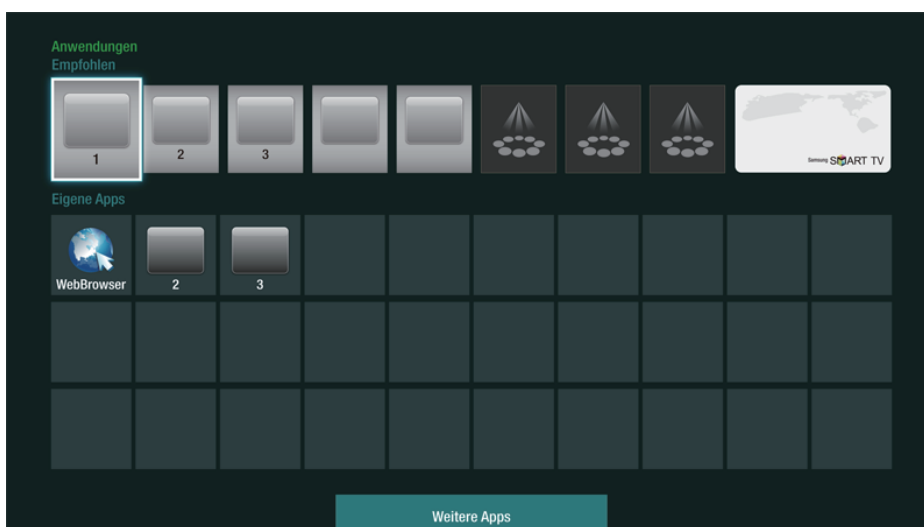 Anwendungen
Empfohlen
1
2
3
Samsung SMART TV
Eigene Apps
WebBrowser
2
3
Weitere Apps